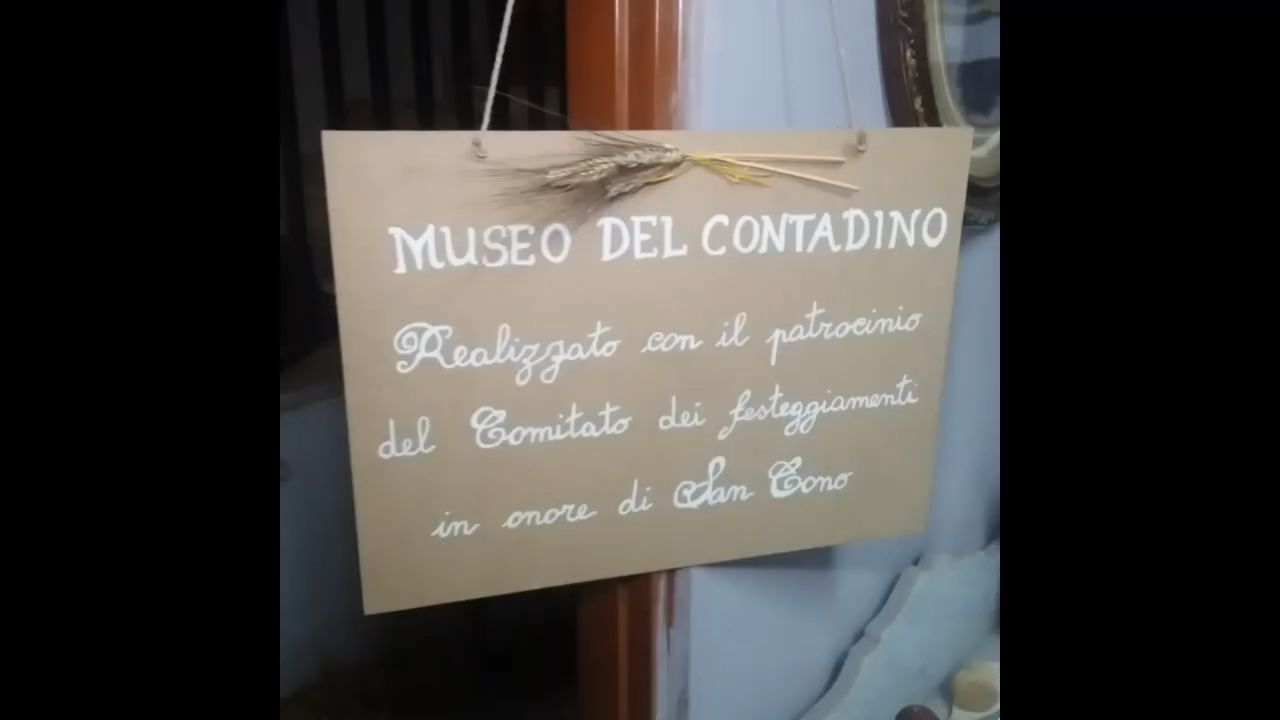 MUSEO DEL CONTADINO
Realizzato con il patrocinio
del Comitato dei festeggiamenti
in onore di San Cono